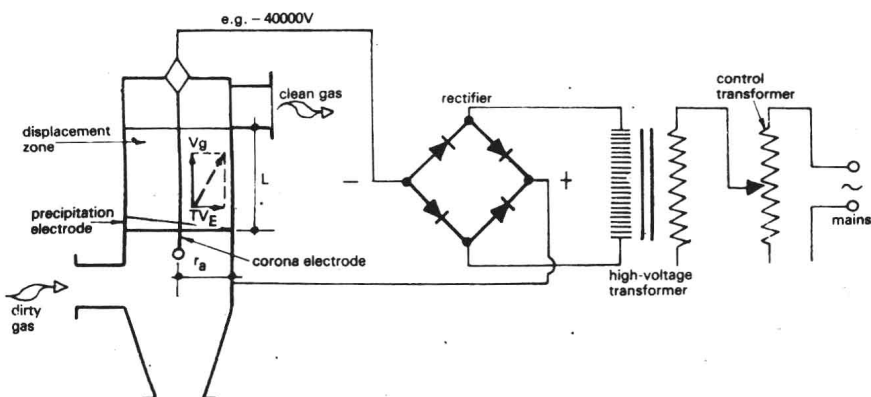 e.g. – 40000V
clean gas
displacement
zone
Vg
L
TVE
precipitation
electrode
ra
corona electrode
dirty
gas
rectifier
–
+
high-voltage
transformer
control
transformer
~
mains